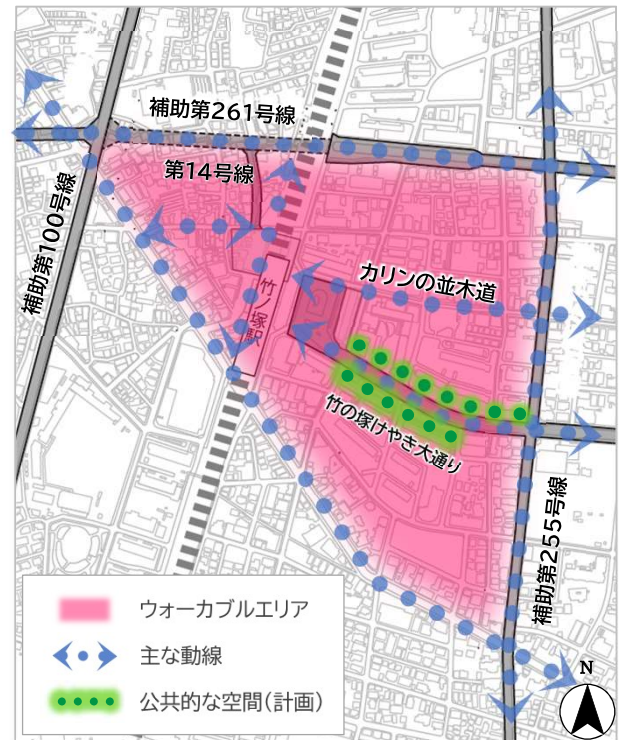 補助第261号線
第14号線
補助第100号線
カリンの並木道
竹ノ塚駅
竹の塚けやき大通り
補助第255号線
ウォーカブルエリア
主な動線
公共的な空間(計画)
N